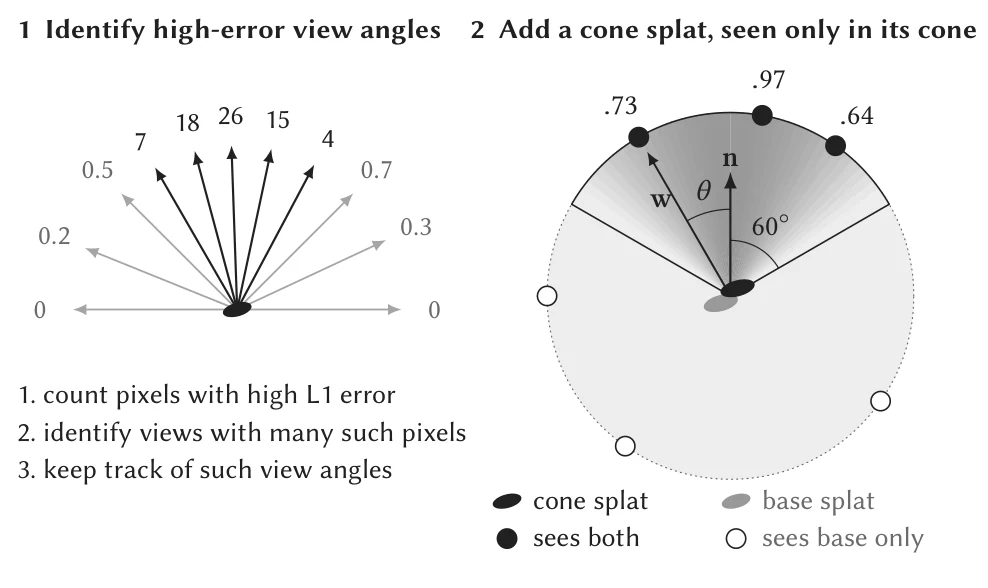 1 Identify high-error view angles
0
0.2
0.5
7
18
26
15
4
0.7
0.3
0
1. count pixels with high L1 error
2. identify views with many such pixels
3. keep track of such view angles
2 Add a cone splat, seen only in its cone
.73
.97
.64
n
w
θ
60°
cone splat
base splat
sees both
sees base only